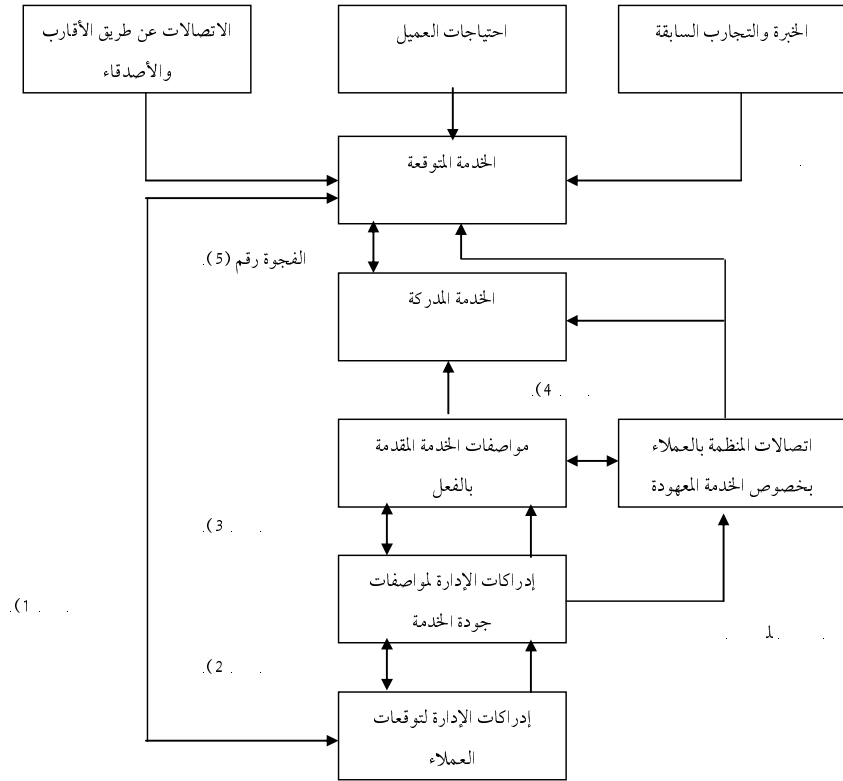 الخبرة والتجارب السابقة
احتياجات العميل
الاتصالات عن طريق الأقارب
والأصدقاء
الخدمة المتوقعة
الفجوة رقم (5).
الخدمة المدركة
4).
اتصالات المنظمة بالعملاء
بخصوص الخدمة المعهودة
مواصفات الخدمة المقدمة
بالفعل
3).
إدراكات الإدارة لمواصفات
جودة الخدمة
1).
2).
إدراكات الإدارة لتوقعات
العملاء